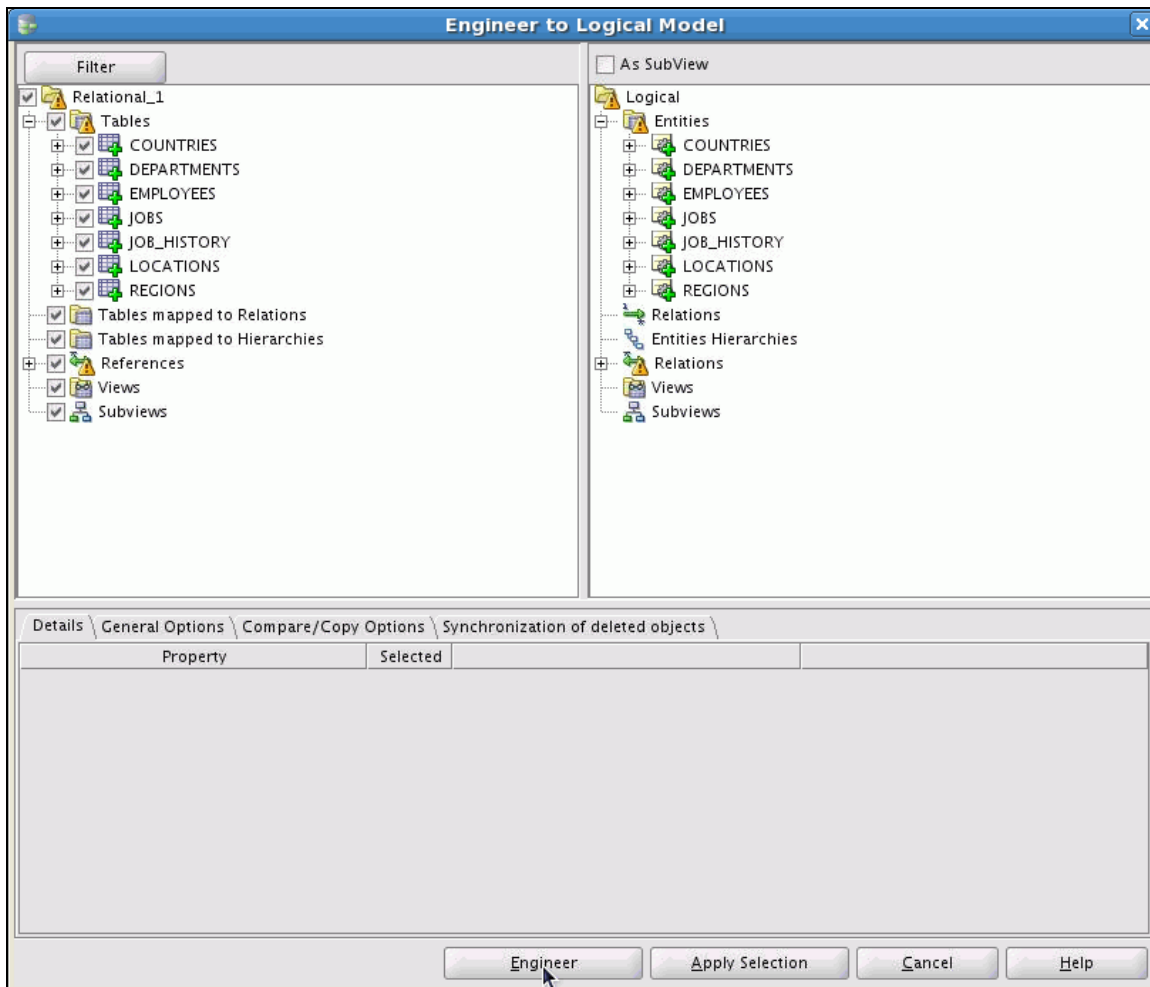 Engineer to Logical Model
Filter
Relational_1
Tables
COUNTRIES
DEPARTMENTS
EMPLOYEES
JOBS
JOB_HISTORY
LOCATIONS
REGIONS
Tables mapped to Relations
Tables mapped to Hierarchies
References
Views
Subviews
As SubView
Logical
Entities
COUNTRIES
DEPARTMENTS
EMPLOYEES
JOBS
JOB_HISTORY
LOCATIONS
REGIONS
Relations
Entities Hierarchies
Relations
Views
Subviews
Details General Options Compare/Copy Options Synchronization of deleted objects
Property Selected
Engineer Apply Selection Cancel Help